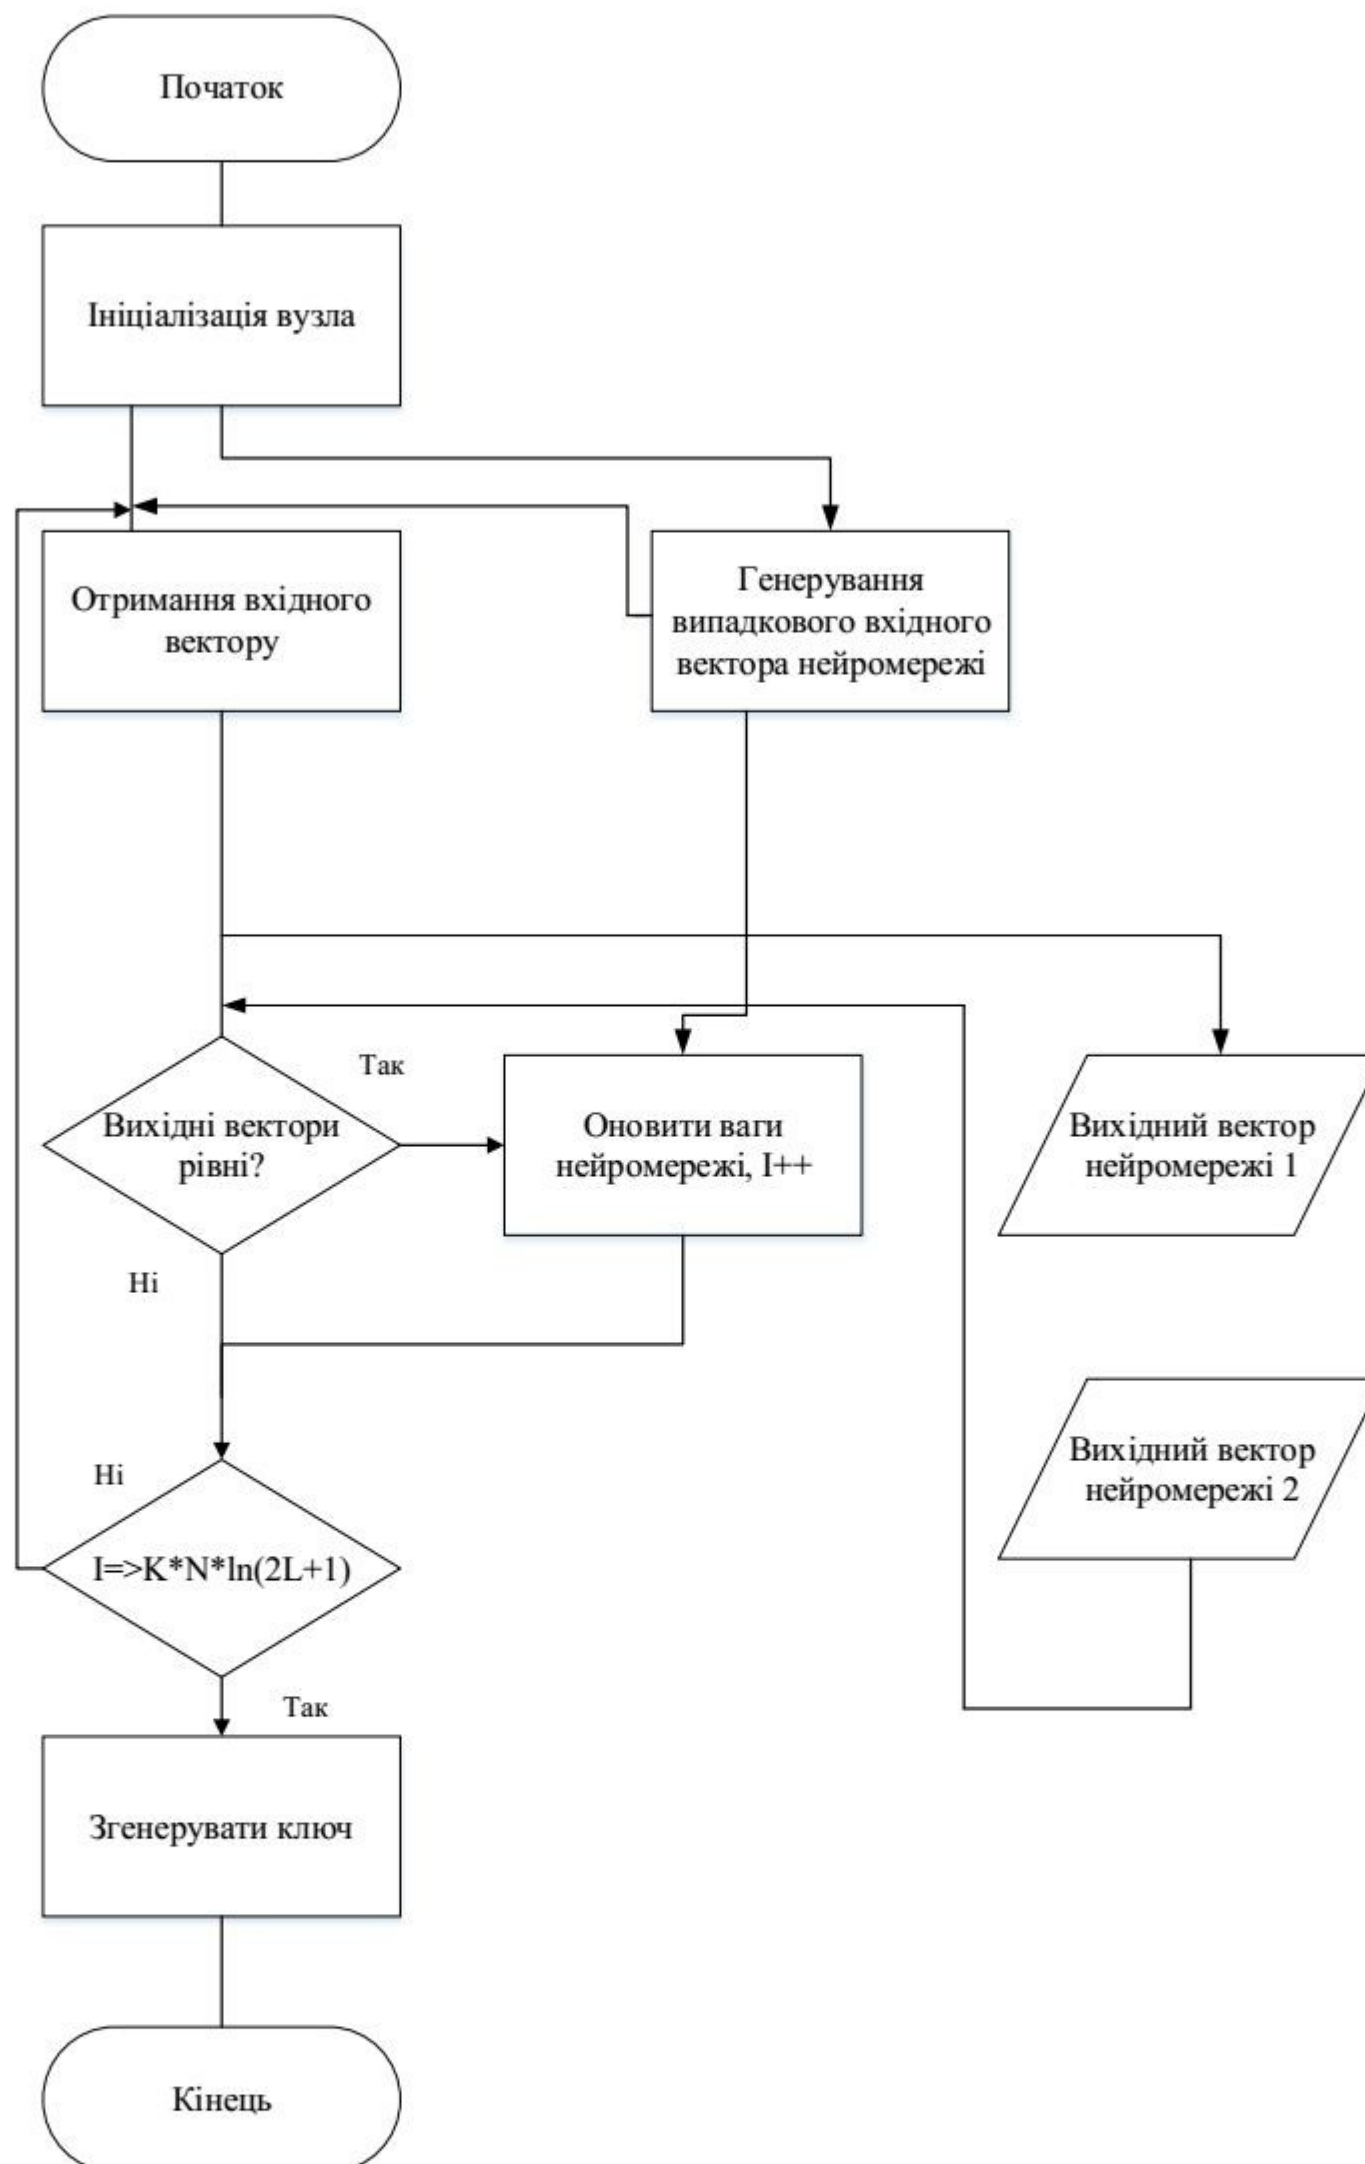 Початок
Ініціалізація вузла
Отримання вхідного
вектору
Генерування
випадкового вхідного
вектора нейромережі
Так
Вихідні вектори
рівні?
Оновити ваги
нейромережі, I++
Вихідний вектор
нейромережі 1
Ні
Вихідний вектор
нейромережі 2
Ні
I=>K*N*ln(2L+1)
Так
Згенерувати ключ
Кінець